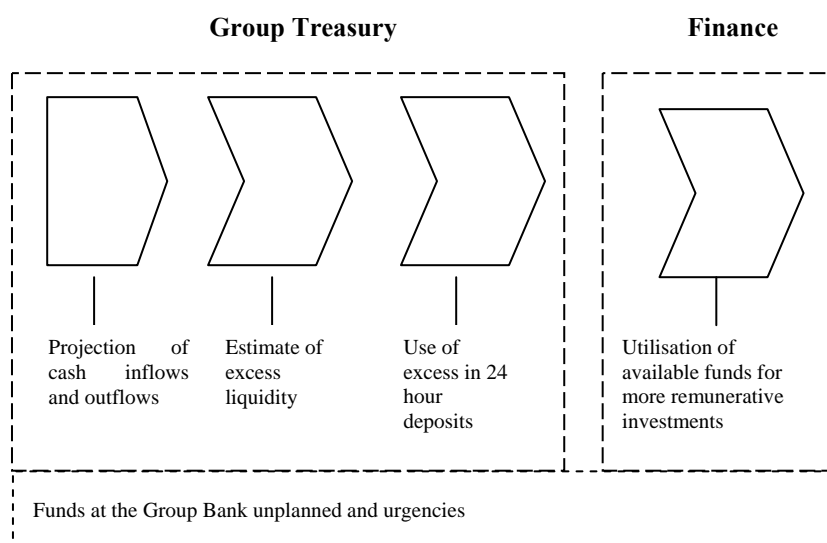 Group Treasury
Finance
Projection of
cash inflows
and outflows
Estimate of
excess
liquidity
Use of
excess in 24
hour
deposits
Utilisation of
available funds for
more remunerative
investments
Funds at the Group Bank unplanned and urgencies